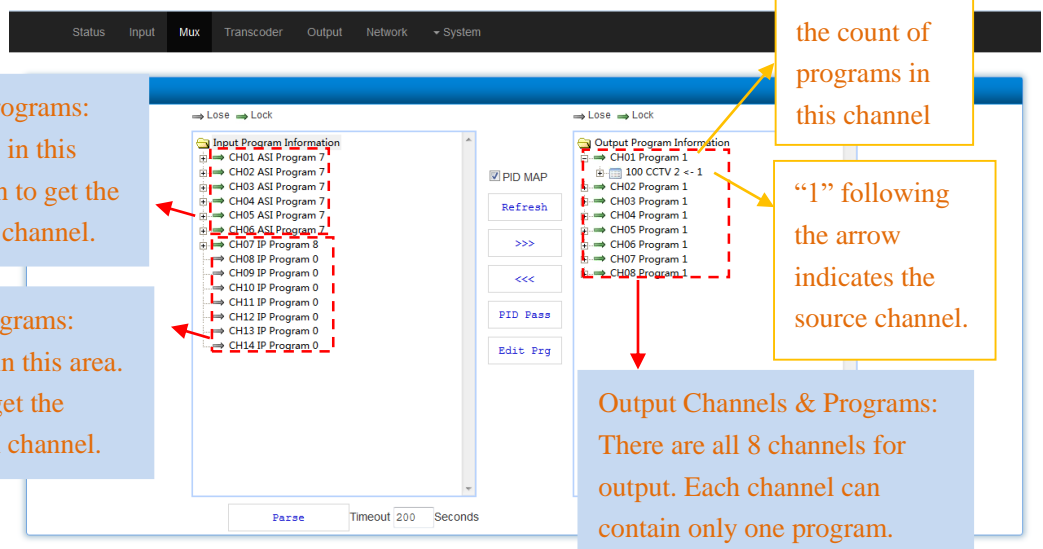 Status Input Mux Transcoder Output Network System
the count of
programs in
this channel
rograms:
in this
n to get the
channel.
grams:
n this area.
get the
channel.
Lose Lock
Input Program Information
CH01 ASI Program 7
CH02 ASI Program 7
CH03 ASI Program 7
CH04 ASI Program 7
CH05 ASI Program 7
CH06 ASI Program 7
CH07 IP Program 8
CH08 IP Program 0
CH09 IP Program 0
CH10 IP Program 0
CH11 IP Program 0
CH12 IP Program 0
CH13 IP Program 0
CH14 IP Program 0
PID MAP
Refresh
>>>
<<<
PID Pass
Edit Prg
Lose Lock
Output Program Information
CH01 Program 1
100 CCTV 2 <- 1
CH02 Program 1
CH03 Program 1
CH04 Program 1
CH05 Program 1
CH06 Program 1
CH07 Program 1
CH08 Program 1
“1” following
the arrow
indicates the
source channel.
Output Channels & Programs:
There are all 8 channels for
output. Each channel can
contain only one program.
Parse Timeout 200 Seconds